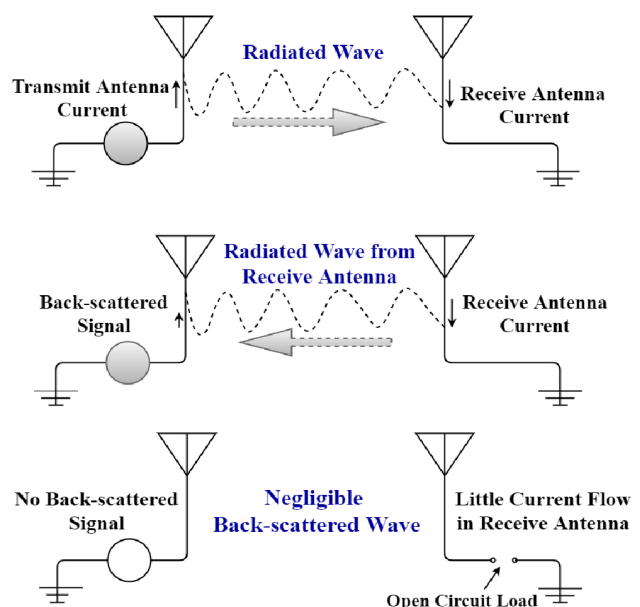 Radiated Wave
Transmit Antenna
Current
Receive Antenna
Current
Radiated Wave from
Receive Antenna
Back-scattered
Signal
Receive Antenna
Current
No Back-scattered
Signal
Negligible
Back-scattered Wave
Little Current Flow
in Receive Antenna
Open Circuit Load